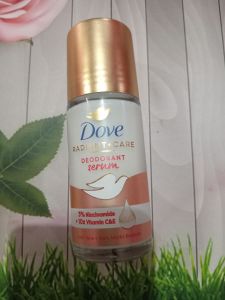 Dove
RADIANT + CARE
DEODORANT
serum
5% Niacinamide
+ 10x Vitamin C&E